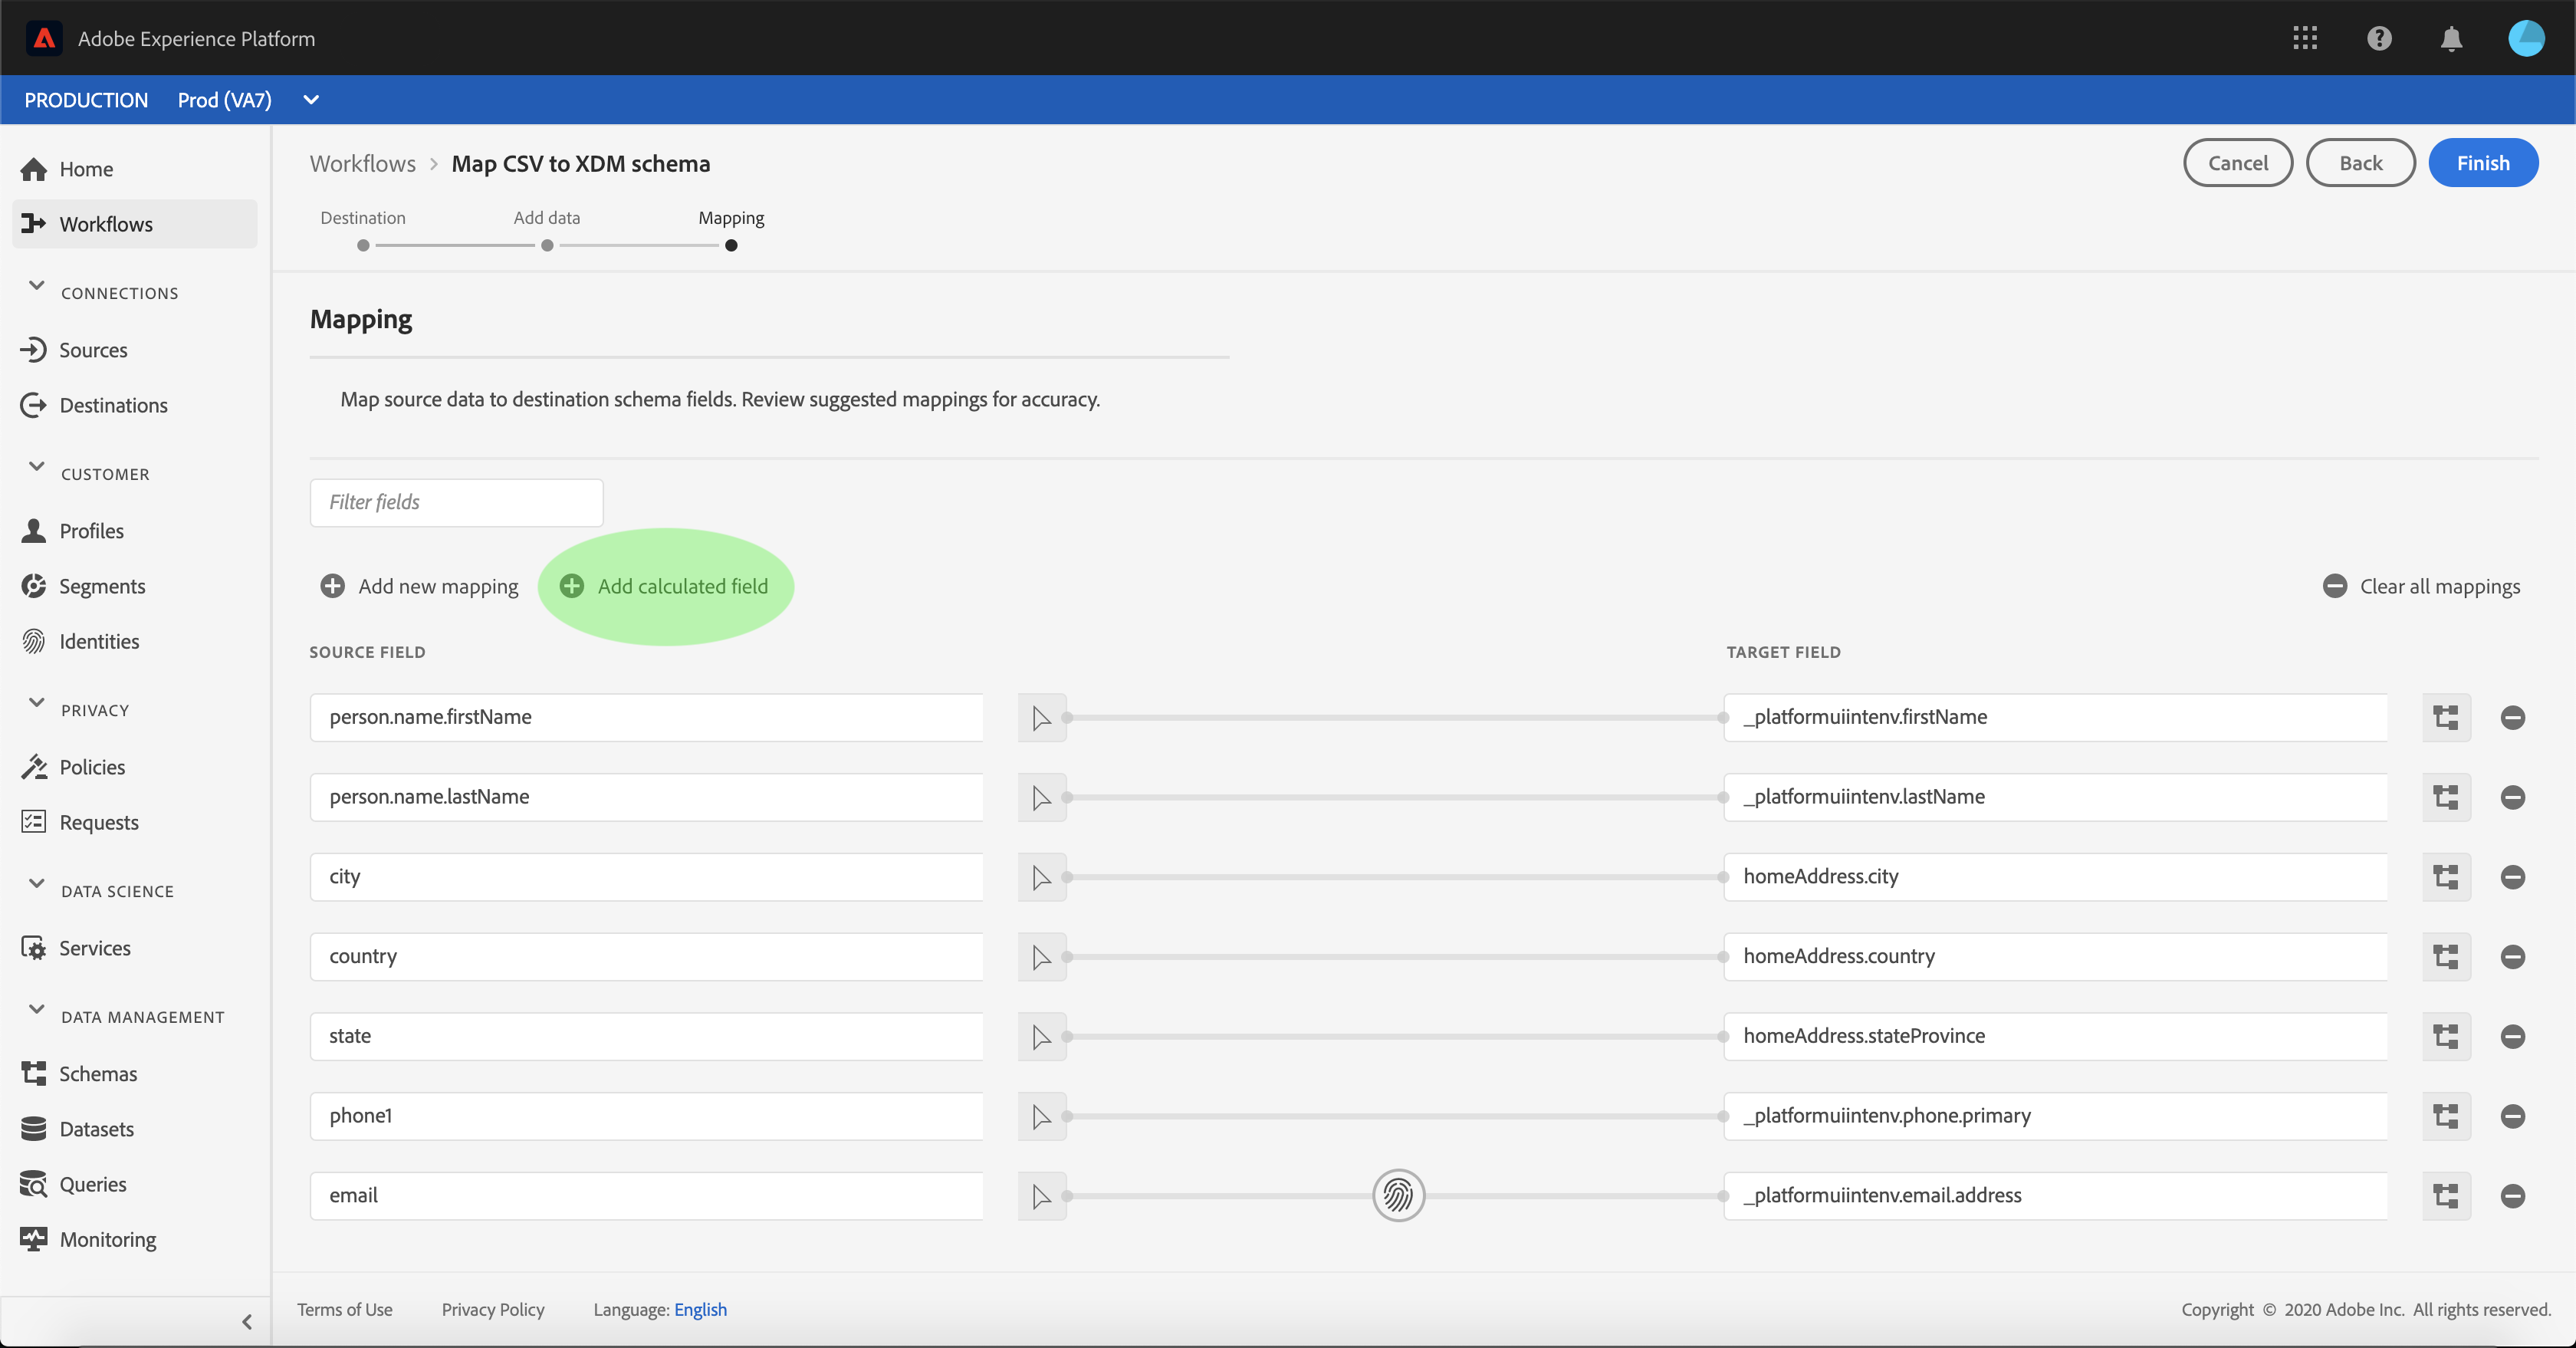 Adobe Experience Platform
PRODUCTION Prod (VA7)
Home
Workflows
CONNECTIONS
Sources
Destinations
CUSTOMER
Profiles
Segments
Identities
PRIVACY
Policies
Requests
DATA SCIENCE
Services
DATA MANAGEMENT
Schemas
Datasets
Queries
Monitoring
Workflows > Map CSV to XDM schema
Cancel Back Finish
Destination Add data Mapping
Mapping
Map source data to destination schema fields. Review suggested mappings for accuracy.
Filter fields
Add new mapping Add calculated field Clear all mappings
SOURCE FIELD TARGET FIELD
person.name.firstName _platformuiintenv.firstName
person.name.lastName _platformuiintenv.lastName
city homeAddress.city
country homeAddress.country
state homeAddress.stateProvince
phone1 _platformuiintenv.phone.primary
email _platformuiintenv.email.address
Terms of Use Privacy Policy Language: English Copyright © 2020 Adobe Inc. All rights reserved.